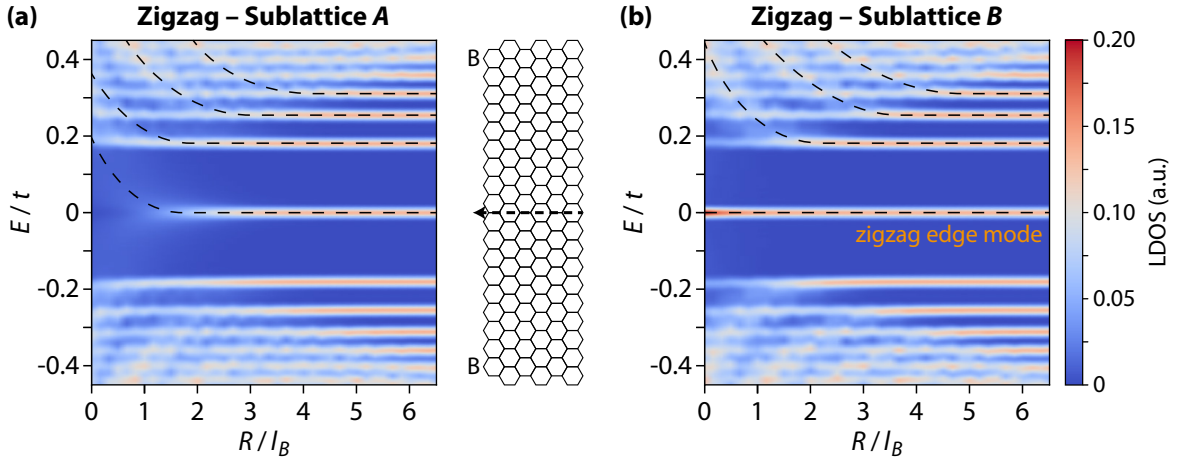 (a) Zigzag – Sublattice A
0.4
0.2
0
-0.2
-0.4
E / t
0 1 2 3 4 5 6
R / l_B
B
B
(b) Zigzag – Sublattice B
0.4
0.2
0
-0.2
-0.4
E / t
zigzag edge mode
0 1 2 3 4 5 6
R / l_B
0.20
0.15
0.10
0.05
0
LDOS (a.u.)